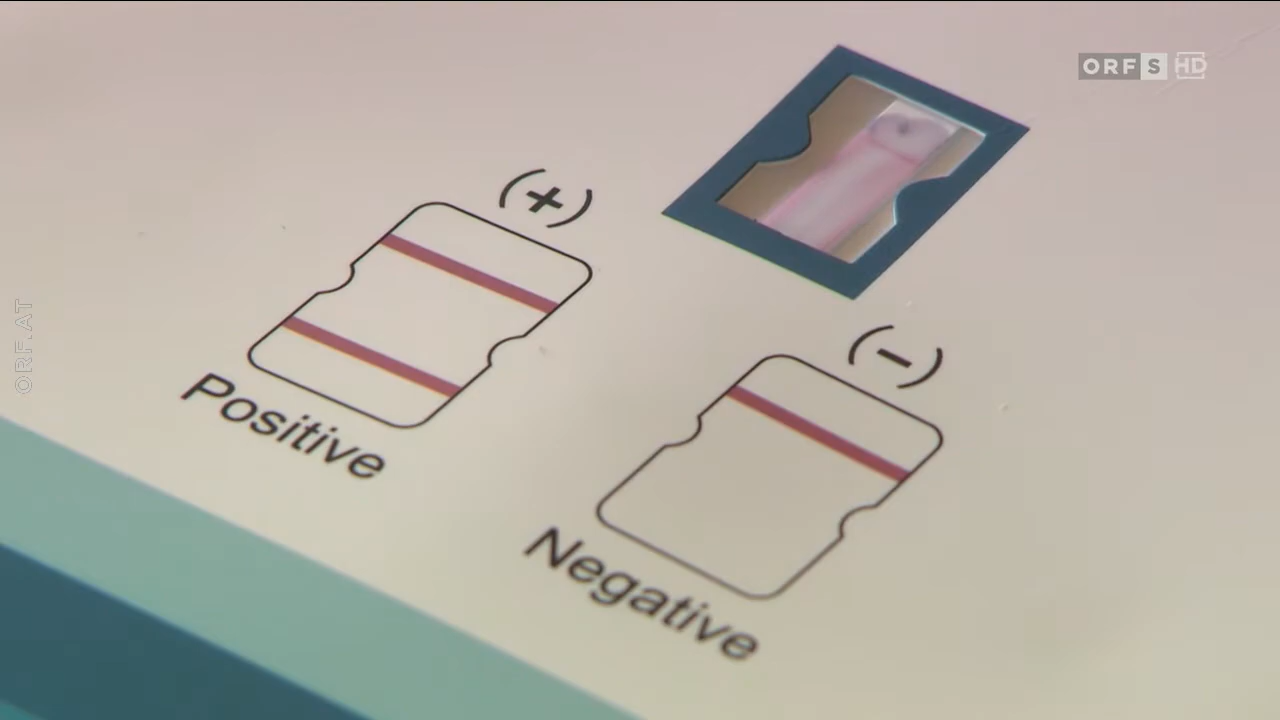 ORF S HD
(+)
Positive
(-)
Negative
ORF.AT